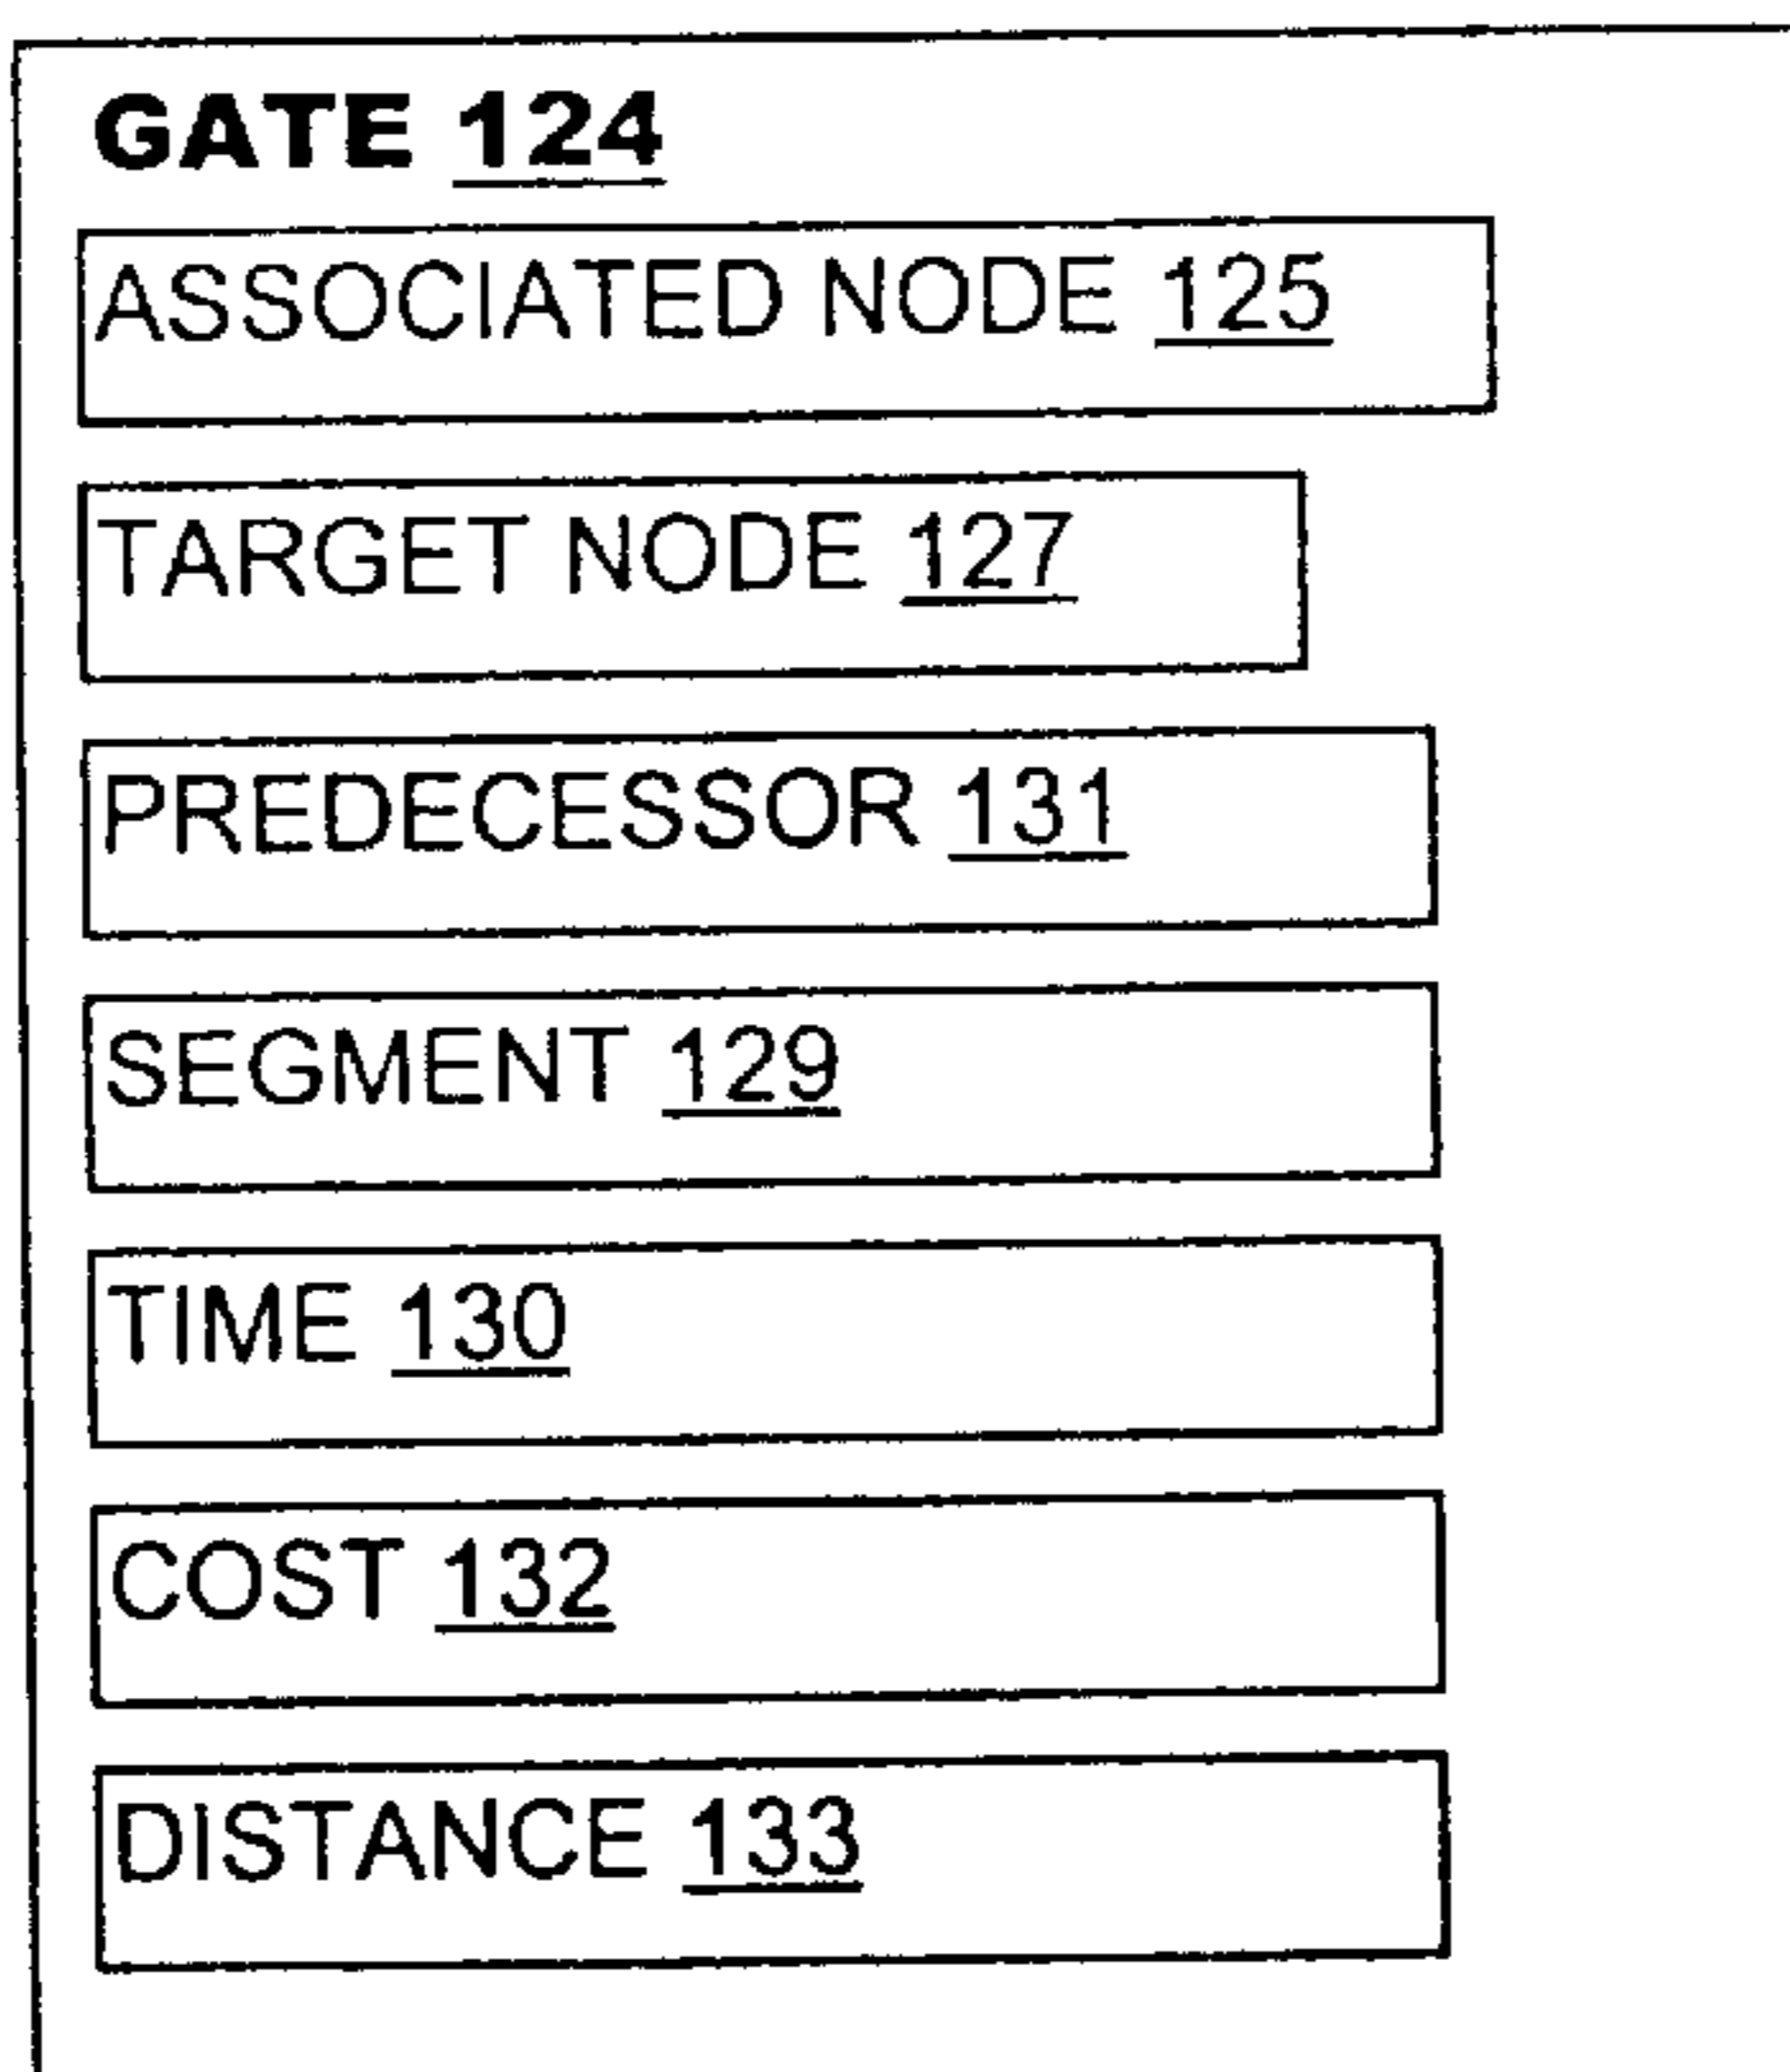 GATE 124
ASSOCIATED NODE 125
TARGET NODE 127
PREDECESSOR 131
SEGMENT 129
TIME 130
COST 132
DISTANCE 133